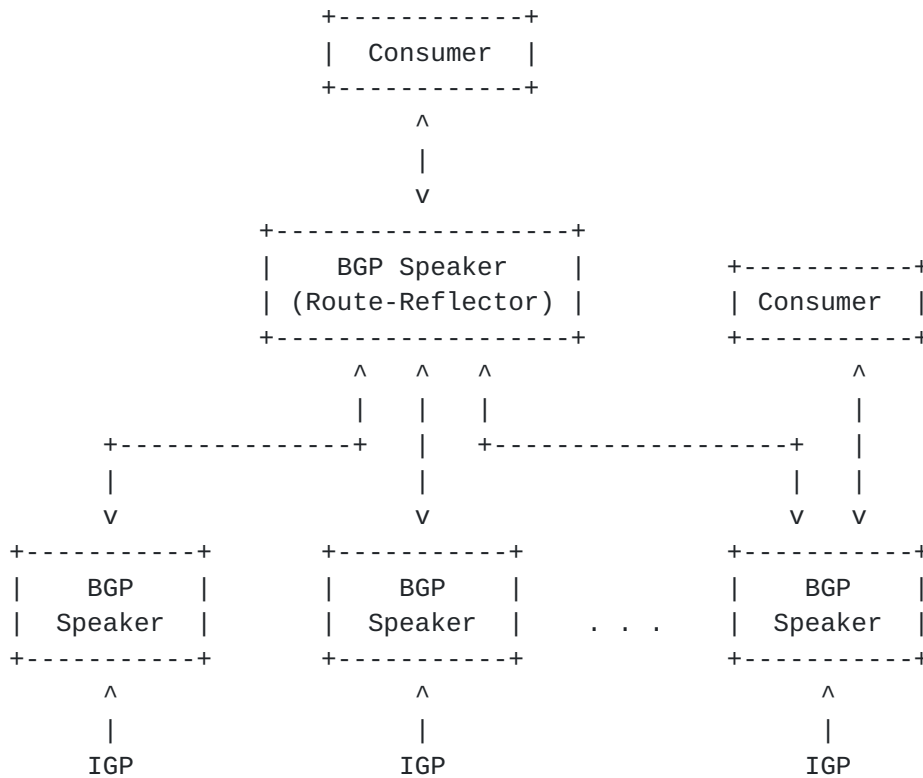 Consumer
BGP Speaker
(Route-Reflector)
Consumer
BGP
Speaker
BGP
Speaker
. . .
BGP
Speaker
IGP
IGP
IGP